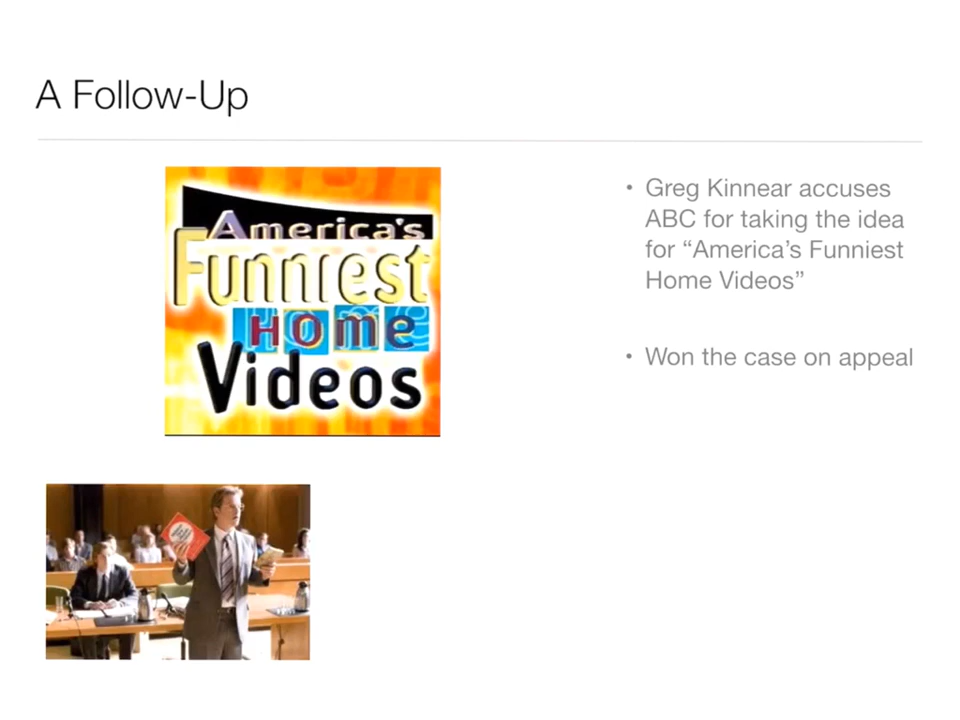 A Follow-Up
America's
Funniest
Home
Videos
• Greg Kinnear accuses
ABC for taking the idea
for “America’s Funniest
Home Videos”
• Won the case on appeal